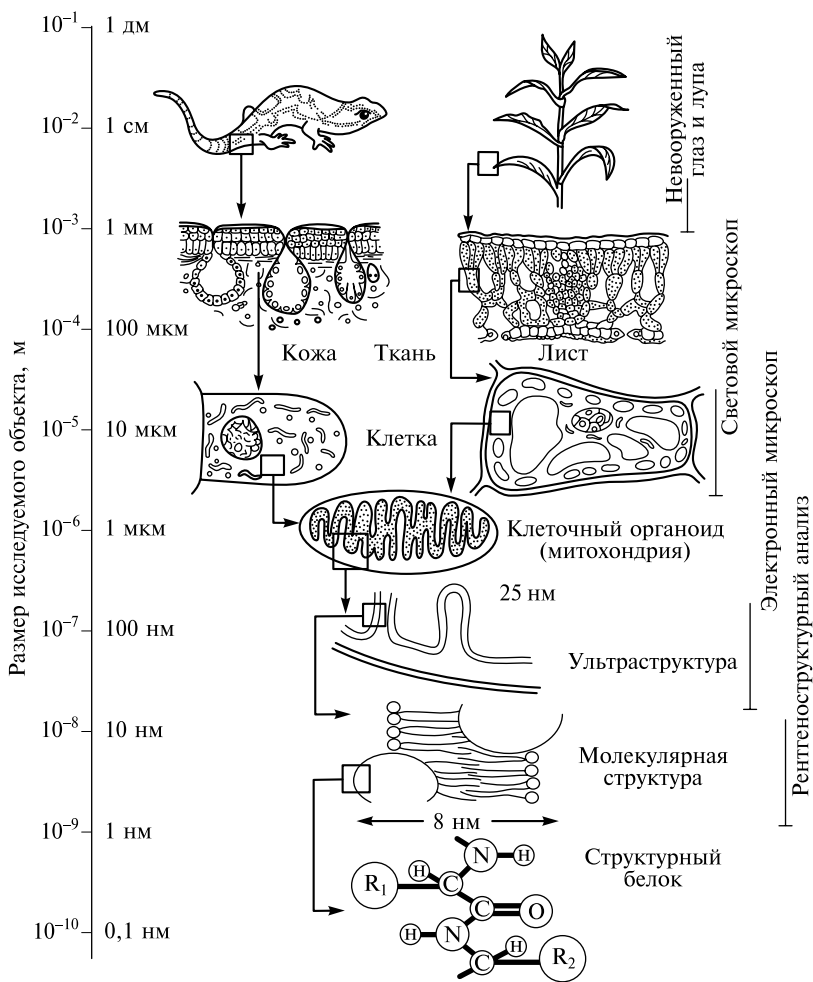 10⁻¹ 1 дм
10⁻² 1 см
10⁻³ 1 мм
10⁻⁴ 100 мкм
10⁻⁵ 10 мкм
10⁻⁶ 1 мкм
10⁻⁷ 100 нм
10⁻⁸ 10 нм
10⁻⁹ 1 нм
10⁻¹⁰ 0,1 нм
Размер исследуемого объекта, м
Невооруженный
глаз и лупа
Световой микроскоп
Электронный микроскоп
Рентгеноструктурный анализ
Кожа Ткань Лист
Клетка
Клеточный органоид
(митохондрия)
25 нм
Ультраструктура
Молекулярная
структура
8 нм
Структурный
белок
N H
H
R₁ C
C O
H N H
C R₂